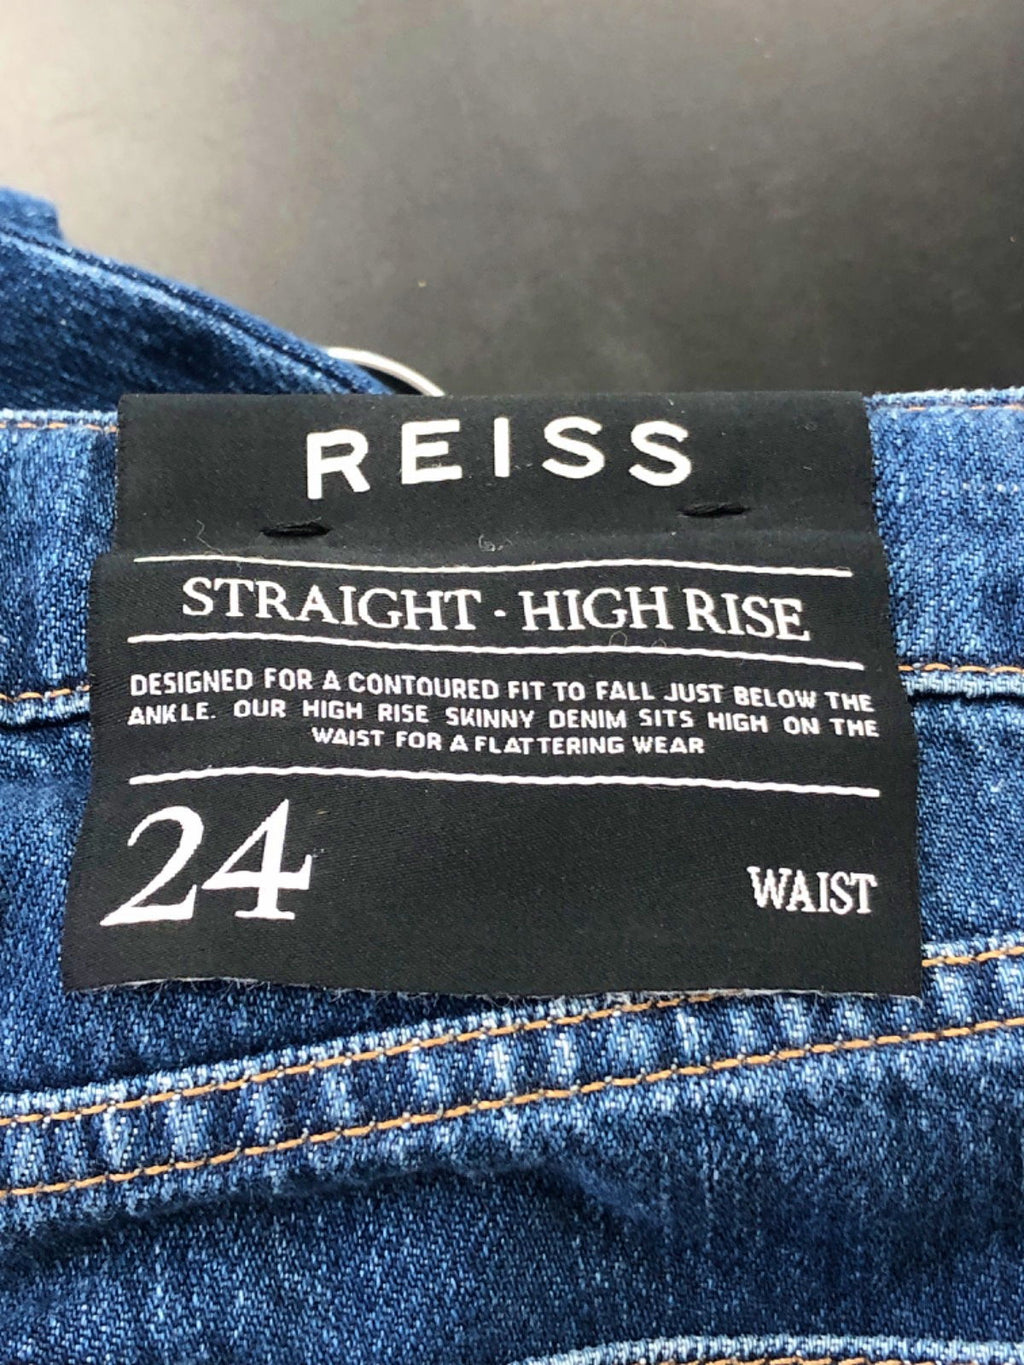 REISS
STRAIGHT - HIGH RISE
DESIGNED FOR A CONTOURED FIT TO FALL JUST BELOW THE
ANKLE. OUR HIGH RISE SKINNY DENIM SITS HIGH ON THE
WAIST FOR A FLATTERING WEAR
24 WAIST